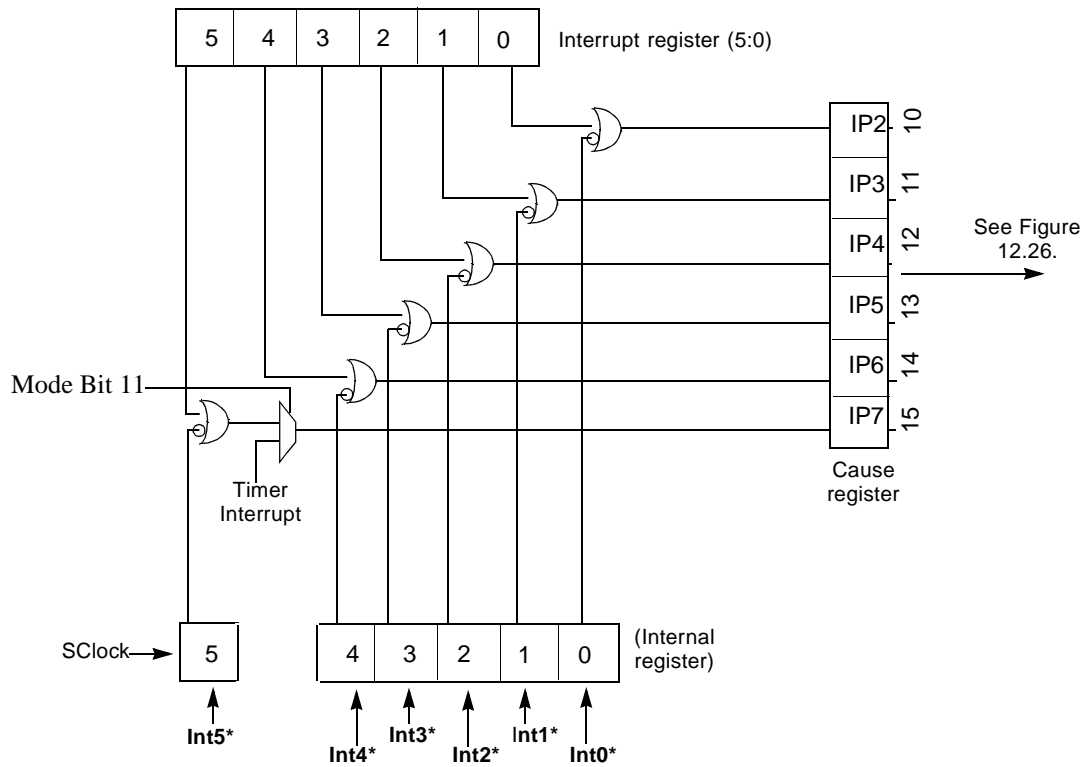 5 4 3 2 1 0 Interrupt register (5:0)
IP2 10
IP3 11
IP4 12
IP5 13
IP6 14
IP7 15
See Figure
12.26.
Mode Bit 11
Timer
Interrupt
Cause
register
SClock
5
4 3 2 1 0
(Internal
register)
Int5*
Int4*
Int3*
Int2*
Int1*
Int0*